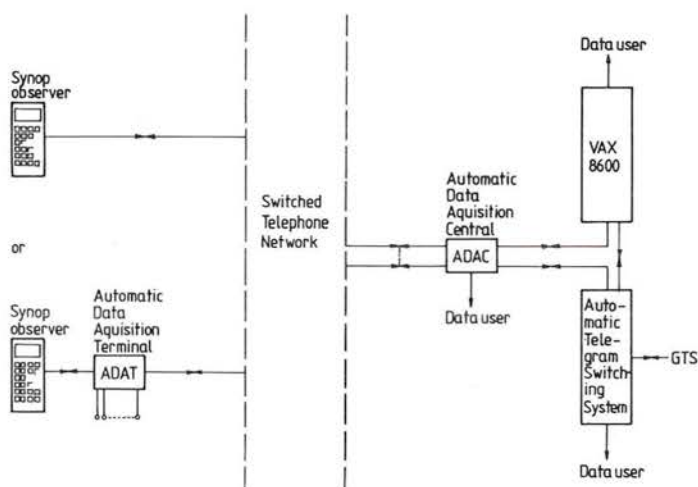 Synop
observer
or
Synop
observer
Automatic
Data
Aquisition
Terminal
ADAT
Switched
Telephone
Network
Automatic
Data
Aquisition
Central
ADAC
Data user
Data user
VAX
8600
Auto-
matic
Tele-
gram
Switch-
ing
System
GTS
Data user